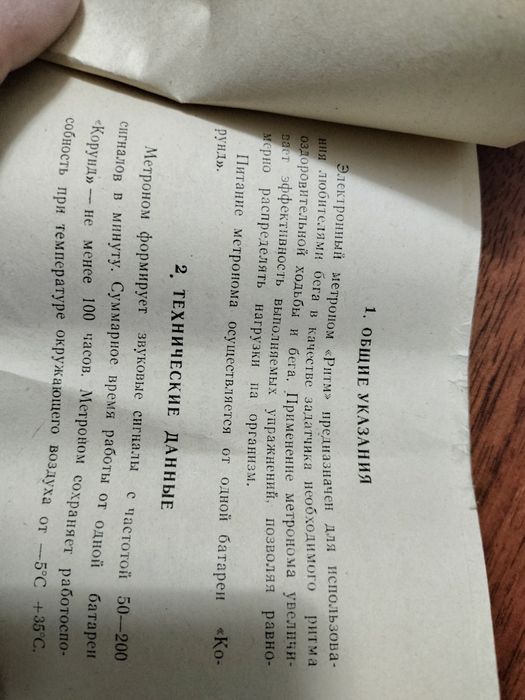 1. ОБЩИЕ УКАЗАНИЯ
Электронный метроном «Ритм» предназначен для использова-
ния любителями бега в качестве задатчика необходимого ритма
оздоровительной ходьбы и бега. Применение метронома увеличи-
вает эффективность выполняемых упражнений, позволяя равно-
мерно распределять нагрузки на организм.
Питание метронома осуществляется от одной батареи «Ко-
рунд».
2. ТЕХНИЧЕСКИЕ ДАННЫЕ
Метроном формирует звуковые сигналы с частотой 50—200
сигналов в минуту. Суммарное время работы от одной батареи
«Корунд» — не менее 100 часов. Метроном сохраняет работоспо-
собность при температуре окружающего воздуха от —5°С +35°С.